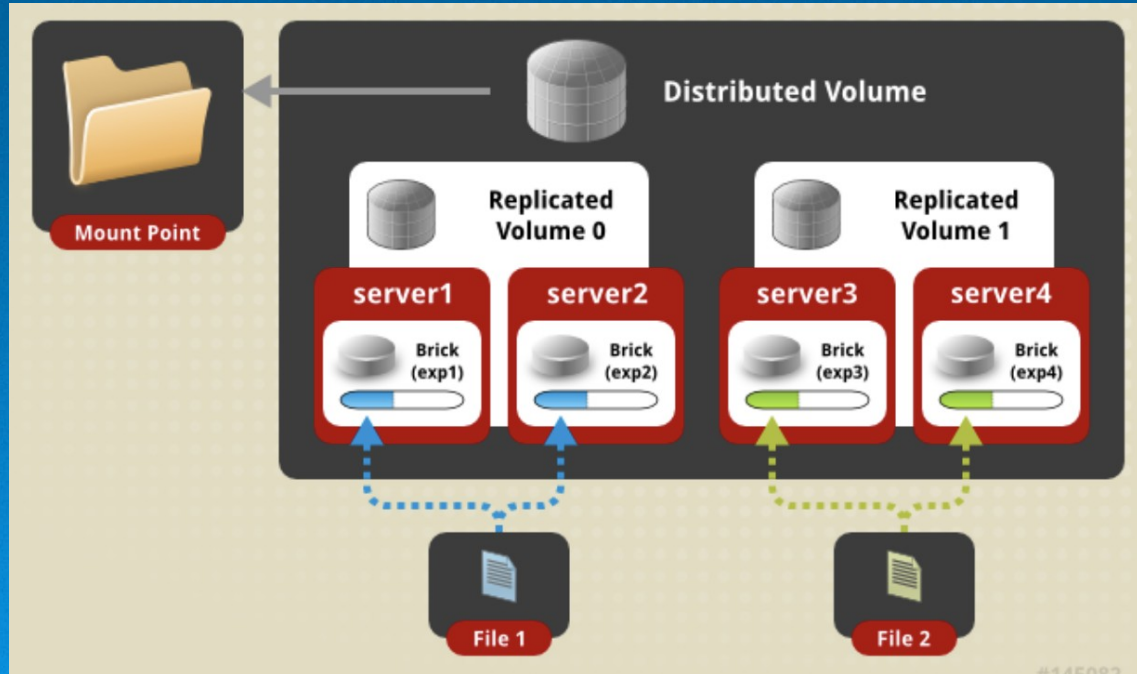 Distributed Volume
Mount Point
Replicated
Volume 0
Replicated
Volume 1
server1
server2
server3
server4
Brick
(exp1)
Brick
(exp2)
Brick
(exp3)
Brick
(exp4)
File 1
File 2